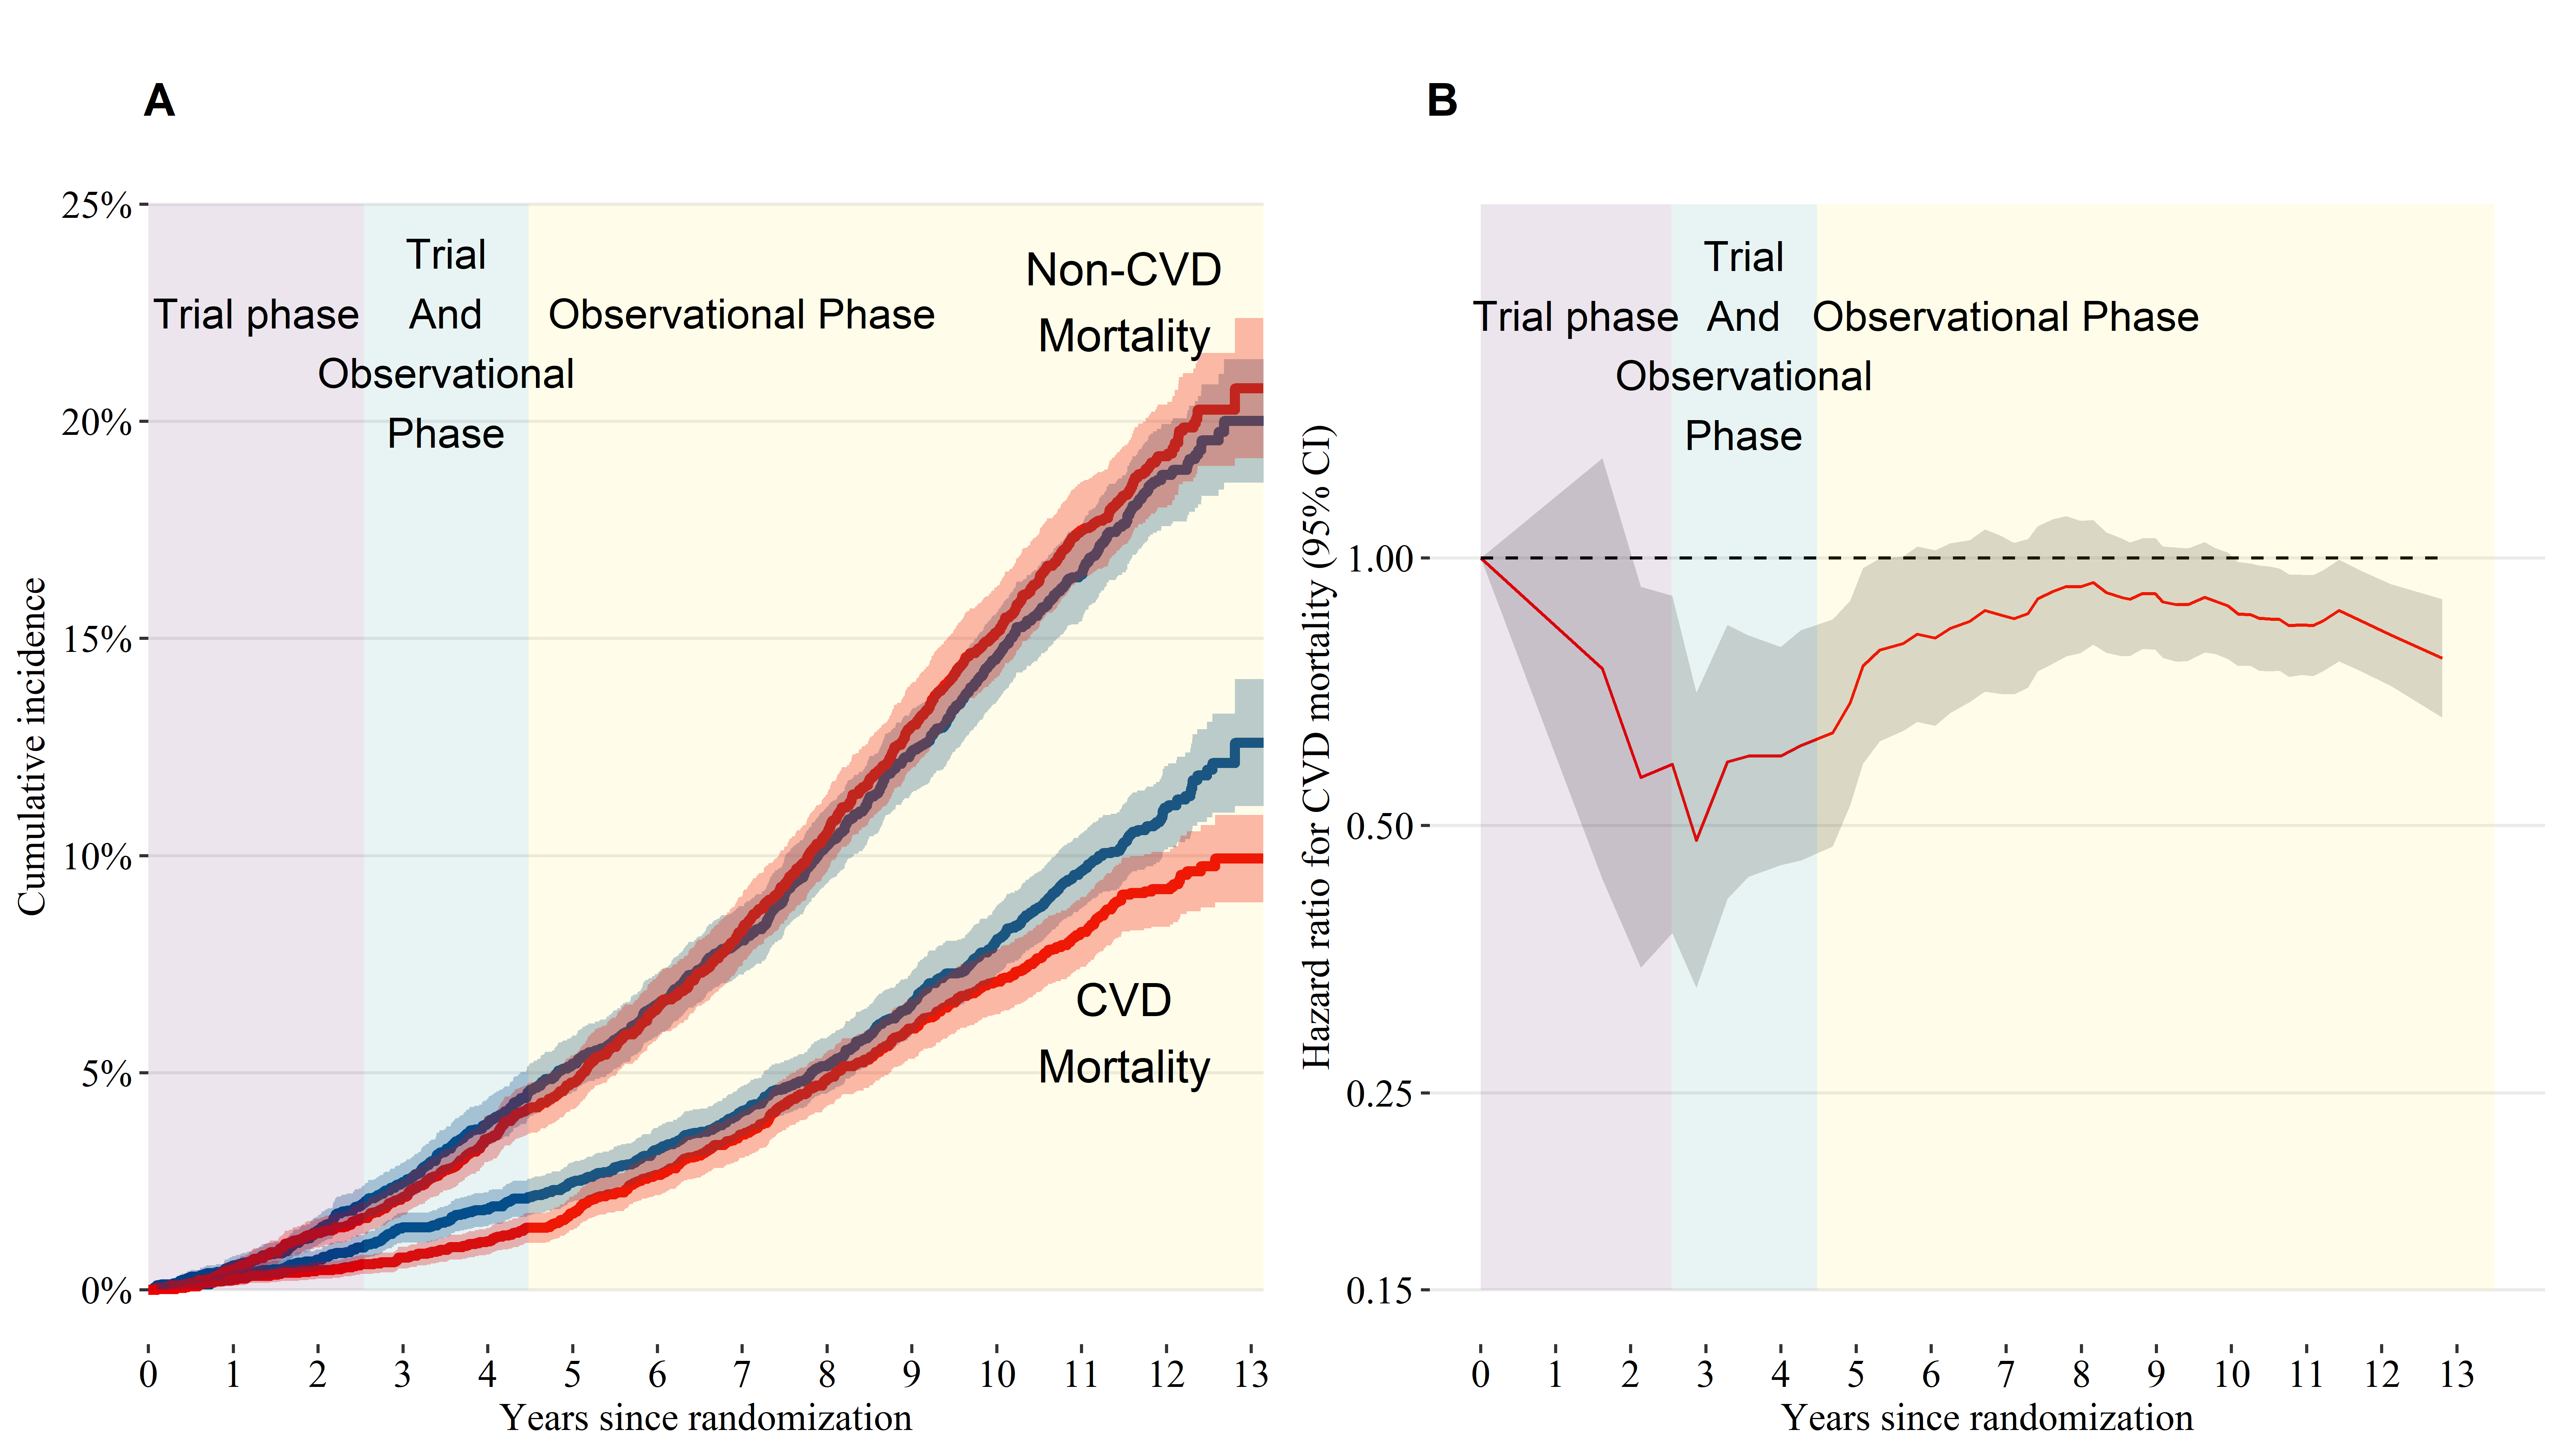 A
25%
20%
15%
10%
5%
0%
Cumulative incidence
Trial phase
Trial
And
Observational
Phase
Observational Phase
Non-CVD
Mortality
CVD
Mortality
0 1 2 3 4 5 6 7 8 9 10 11 12 13
Years since randomization
B
1.00
0.50
0.25
0.15
Hazard ratio for CVD mortality (95% CI)
Trial phase
Trial
And
Observational
Phase
Observational Phase
0 1 2 3 4 5 6 7 8 9 10 11 12 13
Years since randomization